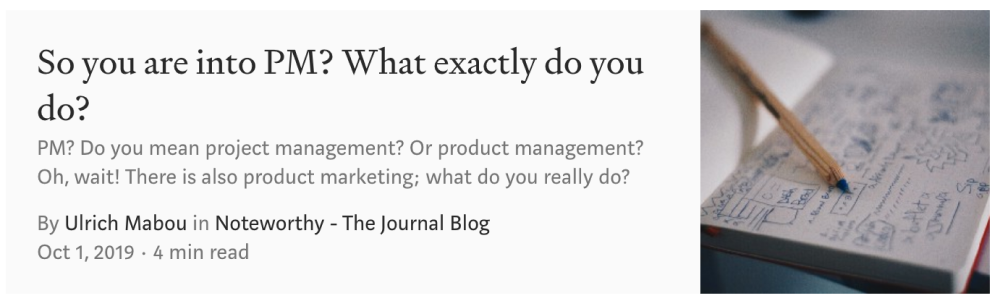 So you are into PM? What exactly do you
do?
PM? Do you mean project management? Or product management?
Oh, wait! There is also product marketing; what do you really do?
By Ulrich Mabou in Noteworthy - The Journal Blog
Oct 1, 2019 · 4 min read